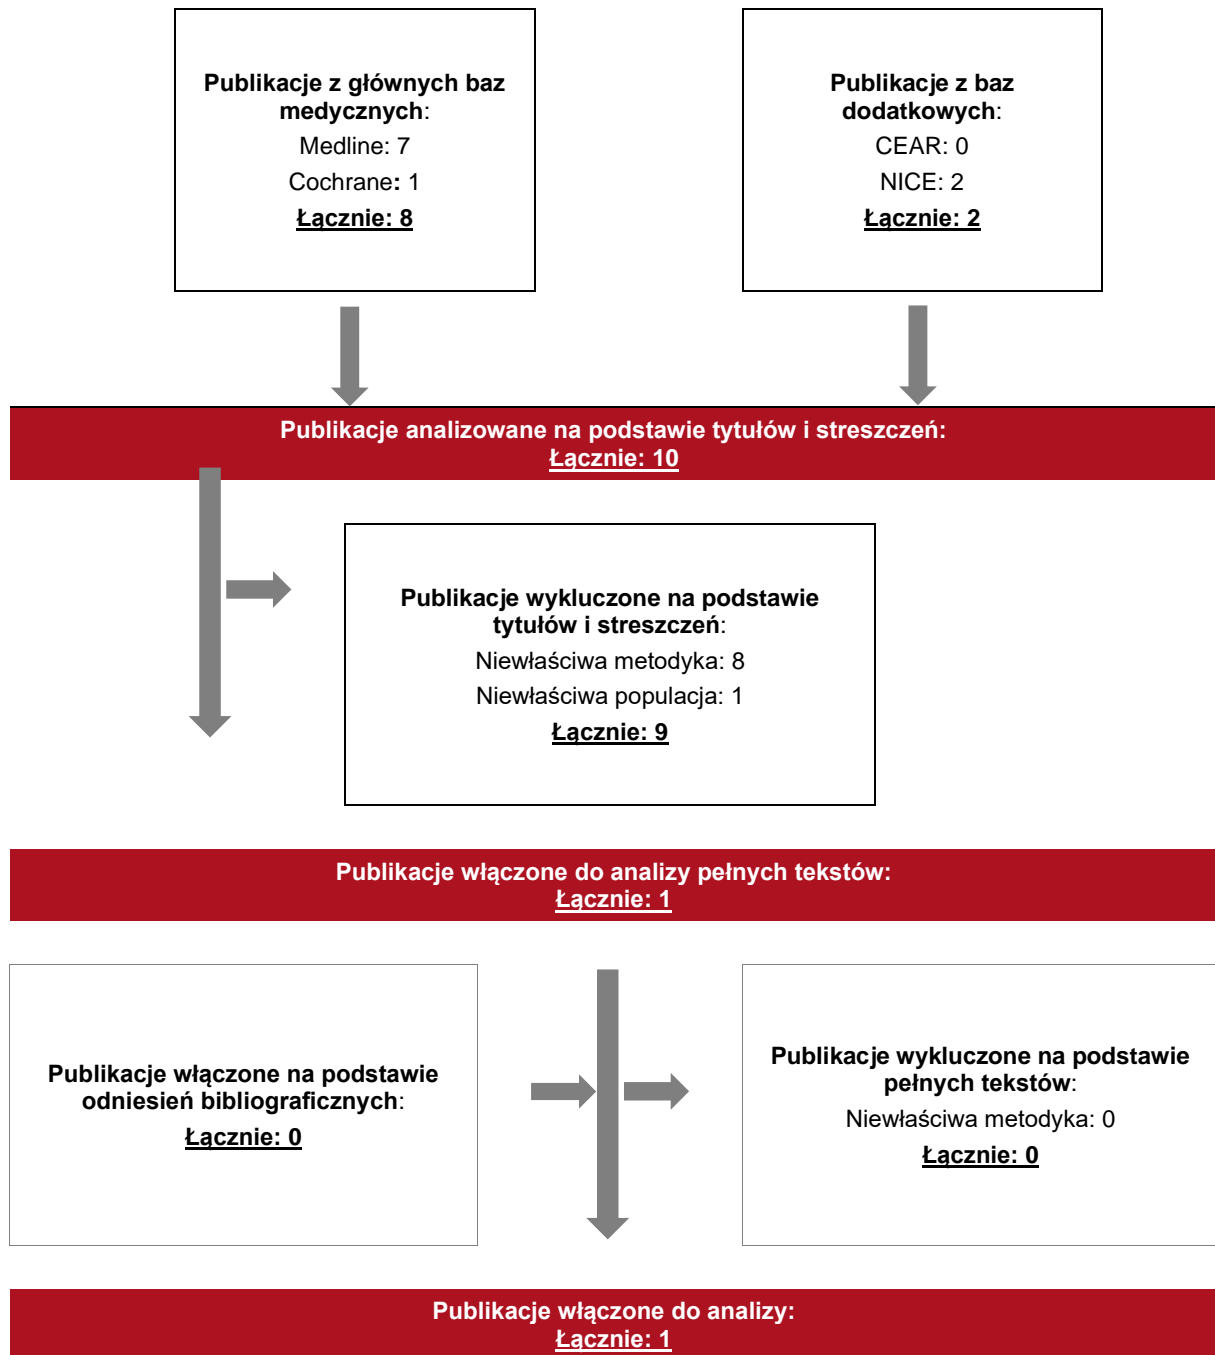 Publikacje z głównych baz
medycznych:
Medline: 7
Cochrane: 1
Łącznie: 8
Publikacje z baz
dodatkowych:
CEAR: 0
NICE: 2
Łącznie: 2
Publikacje analizowane na podstawie tytułów i streszczeń:
Łącznie: 10
Publikacje wykluczone na podstawie
tytułów i streszczeń:
Niewłaściwa metodyka: 8
Niewłaściwa populacja: 1
Łącznie: 9
Publikacje włączone do analizy pełnych tekstów:
Łącznie: 1
Publikacje włączone na podstawie
odniesień bibliograficznych:
Łącznie: 0
Publikacje wykluczone na podstawie
pełnych tekstów:
Niewłaściwa metodyka: 0
Łącznie: 0
Publikacje włączone do analizy:
Łącznie: 1